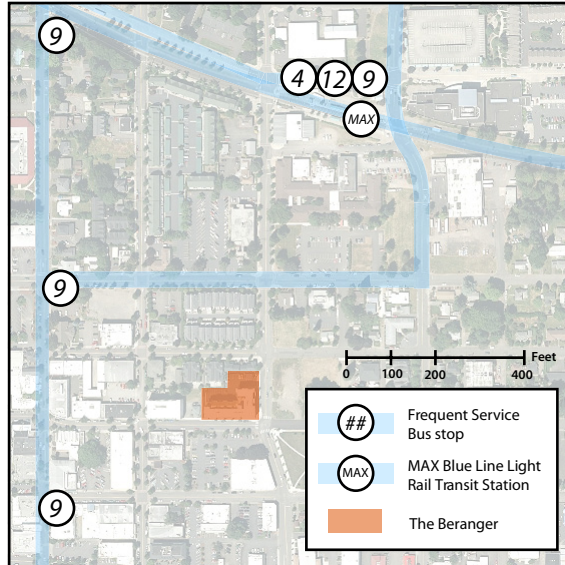 9
4 12 9
MAX
9
Feet
0 100 200 400
##
Frequent Service
Bus stop
MAX
MAX Blue Line Light
Rail Transit Station
The Beranger
9